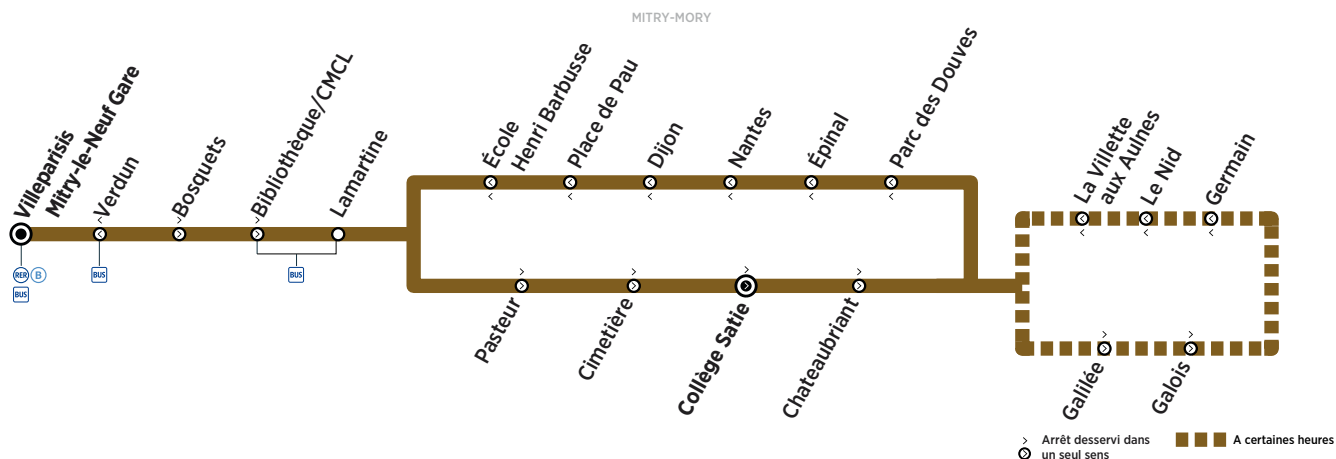 MITRY-MORY
Villeparisis
Mitry-le-Neuf Gare
Verdun
Bosquets
Bibliothèque/CMCL
Lamartine
École
Henri Barbusse
Place de Pau
Dijon
Nantes
Épinal
Parc des Douves
La Villette
aux Aulnes
Le Nid
Germain
RER B
BUS
BUS
BUS
Pasteur
Cimetière
Collège Satie
Chateaubriant
Galilée
Galois
Arrêt desservi dans
un seul sens
A certaines heures